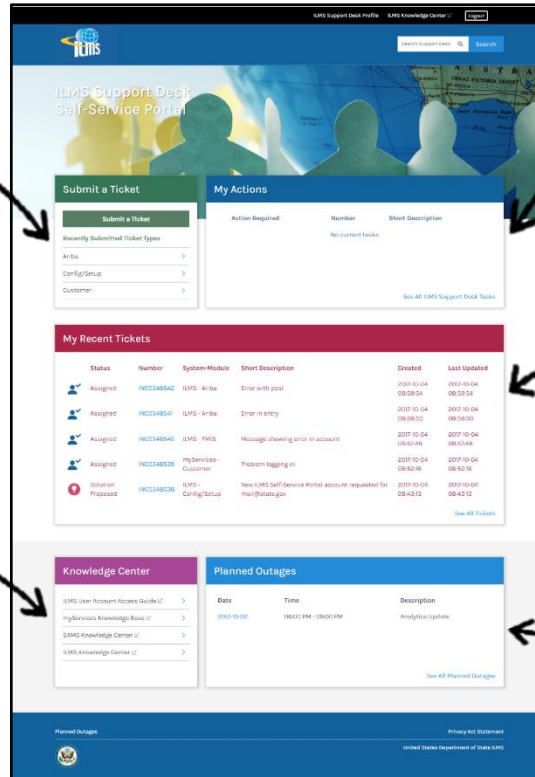 ILMS Support Desk Profile ILMS Knowledge Center Logout
ILMS
Search Support Desk Search
ILMS Support Desk
Self-Service Portal
Submit a Ticket
Submit a Ticket
Recently Submitted Ticket Types
Ariba
Config/Setup
Customer
My Actions
Action Required Number Short Description
No current tasks
See All ILMS Support Desk Tasks
My Recent Tickets
Status Number System-Module Short Description Created Last Updated
Assigned INC0348542 ILMS - Ariba Error with post 2017-10-04 08:59:54 2017-10-04 08:59:54
Assigned INC0348541 ILMS - Ariba Error in entry 2017-10-04 08:58:50 2017-10-04 08:58:50
Assigned INC0348540 ILMS - PMIS Message showing error in account 2017-10-04 08:57:48 2017-10-04 08:57:48
Assigned INC0348539 myServices - Customer Problem logging in 2017-10-04 08:52:18 2017-10-04 08:52:18
Solution Proposed INC0348538 ILMS - Config/Setup New ILMS Self-Service Portal account requested for mail@state.gov 2017-10-04 08:43:13 2017-10-04 08:43:13
See All Tickets
Knowledge Center
ILMS User Account Access Guide
myServices Knowledge Base
SAMS Knowledge Center
ILMS Knowledge Center
Planned Outages
Date Time Description
2017-10-02 06:00 PM - 09:00 PM Analytics Update
See All Planned Outages
Planned Outages Privacy Act Statement
United States Department of State ILMS